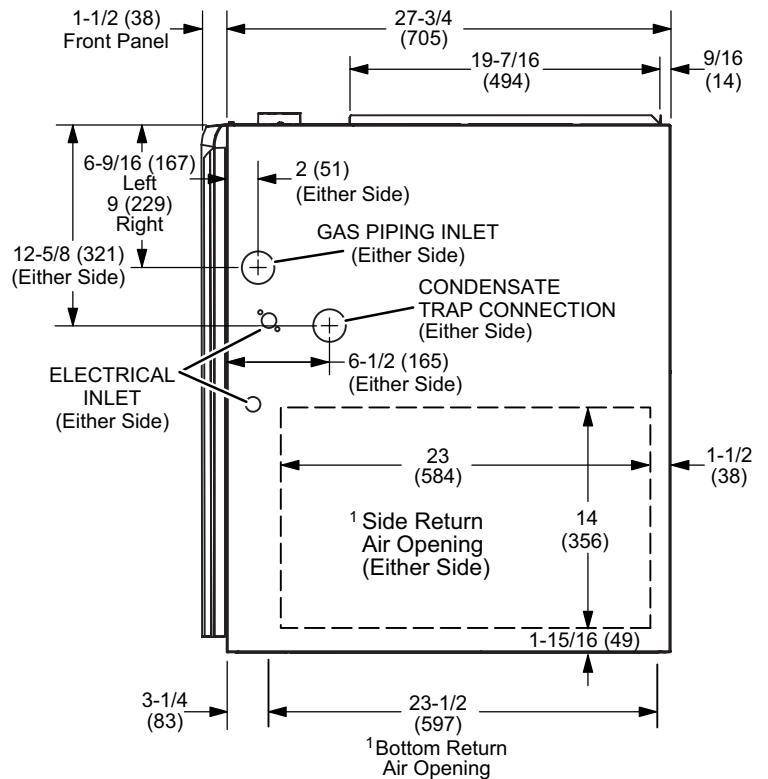 1-1/2 (38)
Front Panel
27-3/4
(705)
19-7/16
(494)
9/16
(14)
6-9/16 (167)
Left
9 (229)
Right
2 (51)
(Either Side)
GAS PIPING INLET
(Either Side)
12-5/8 (321)
(Either Side)
CONDENSATE
TRAP CONNECTION
(Either Side)
6-1/2 (165)
(Either Side)
ELECTRICAL
INLET
(Either Side)
23
(584)
1-1/2
(38)
1 Side Return
Air Opening
(Either Side)
14
(356)
1-15/16 (49)
3-1/4
(83)
23-1/2
(597)
1 Bottom Return
Air Opening